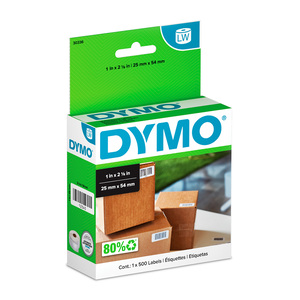 LW
1 in x 2 ⅛ in
25 mm x 54 mm
DYMO®
1 in x 2 ⅛ in
25 mm x 54 mm
80%
Cont.: 1 x 500 Labels / Étiquettes / Etiquetas